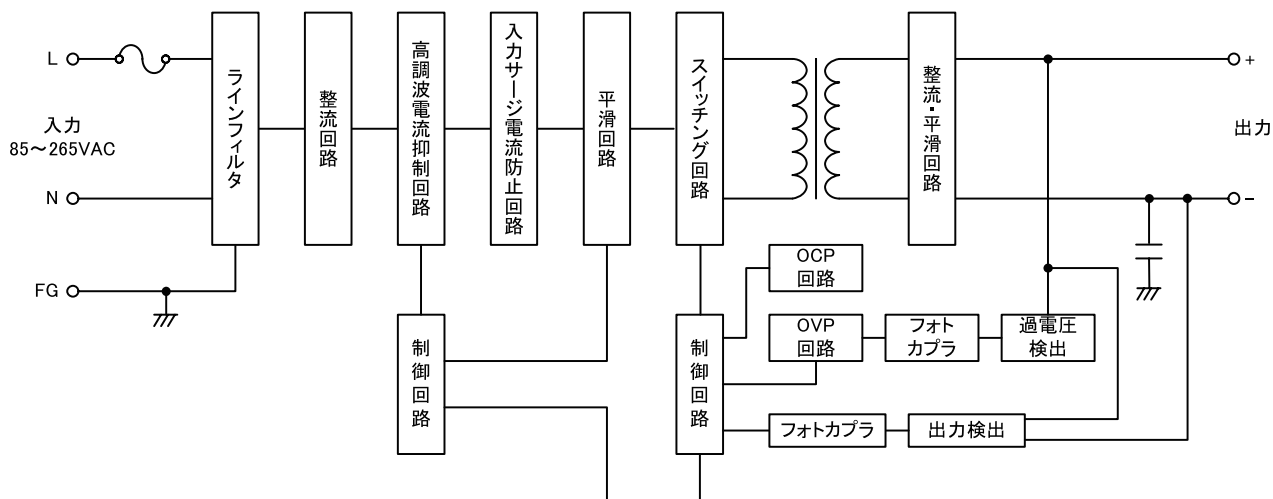 L
入力
85～265VAC
N
FG
ラインフィルタ
整流回路
高調波電流抑制回路
入力サージ電流防止回路
平滑回路
スイッチング回路
整流・平滑回路
+
出力
−
制御回路
制御回路
OCP
回路
OVP
回路
フォト
カプラ
過電圧
検出
フォトカプラ
出力検出